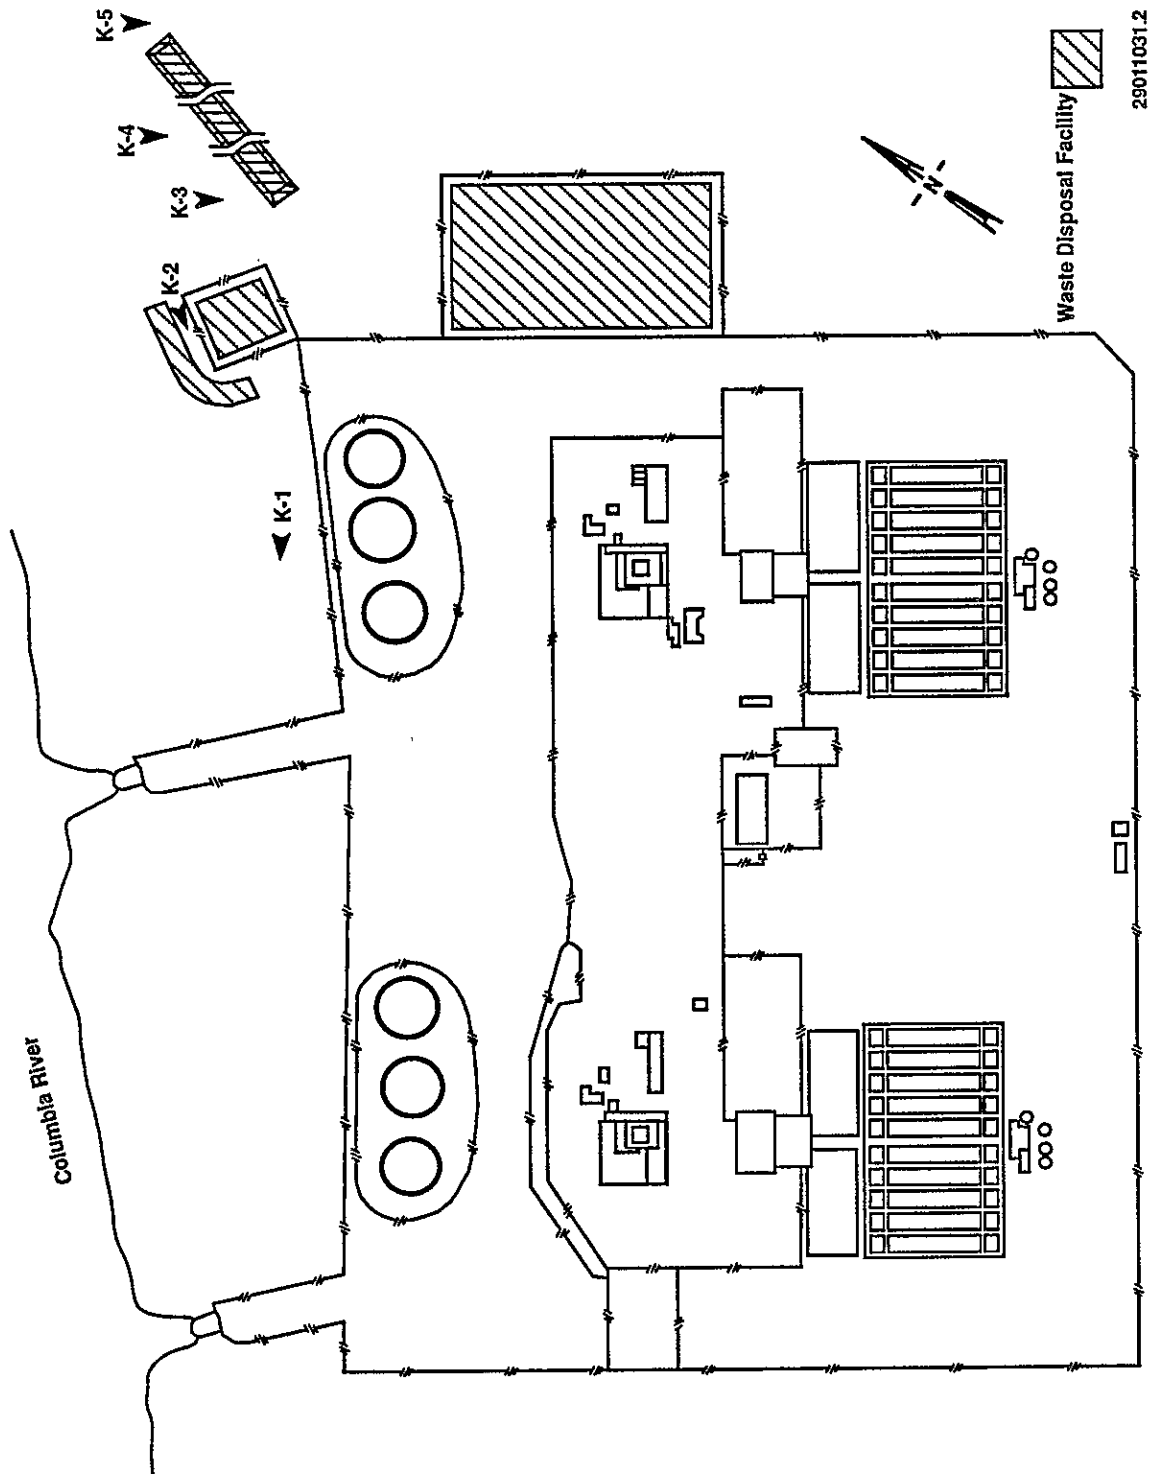 K-5
K-4
K-3
K-2
K-1
Columbia River
N
Waste Disposal Facility
29011031.2